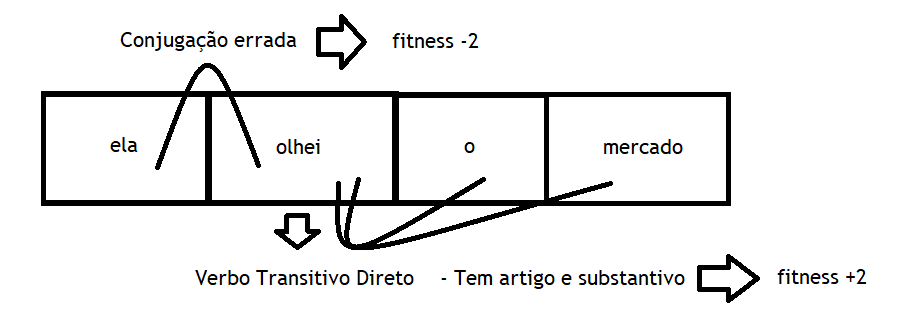 Conjugação errada fitness -2
ela olhei o mercado
Verbo Transitivo Direto - Tem artigo e substantivo fitness +2